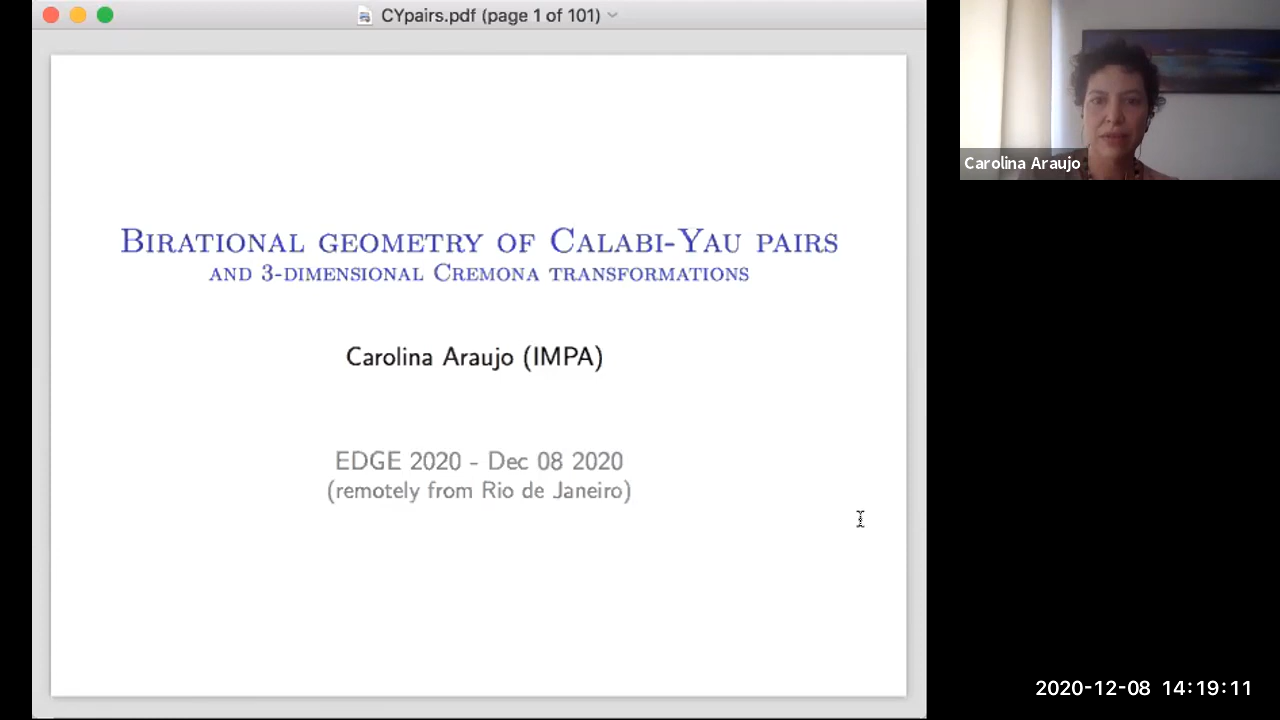 CYpairs.pdf (page 1 of 101)
BIRATIONAL GEOMETRY OF CALABI-YAU PAIRS
AND 3-DIMENSIONAL CREMONA TRANSFORMATIONS
Carolina Araujo (IMPA)
EDGE 2020 - Dec 08 2020
(remotely from Rio de Janeiro)
Carolina Araujo
2020-12-08 14:19:11